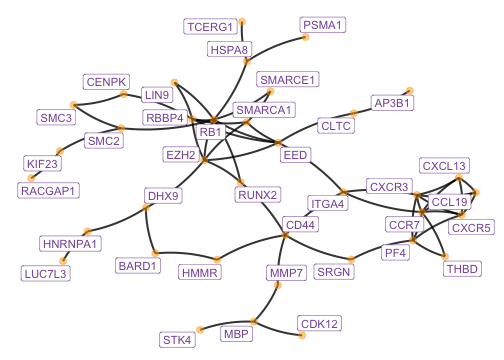 TCERG1
PSMA1
HSPA8
CENPK
LIN9
SMARCE1
AP3B1
SMC3
RBBP4
SMARCA1
RB1
CLTC
SMC2
EZH2
EED
KIF23
CXCL13
RACGAP1
DHX9
RUNX2
CXCR3
ITGA4
CCL19
CD44
CCR7
CXCR5
HNRNPA1
PF4
LUC7L3
BARD1
HMMR
MMP7
SRGN
THBD
STK4
MBP
CDK12